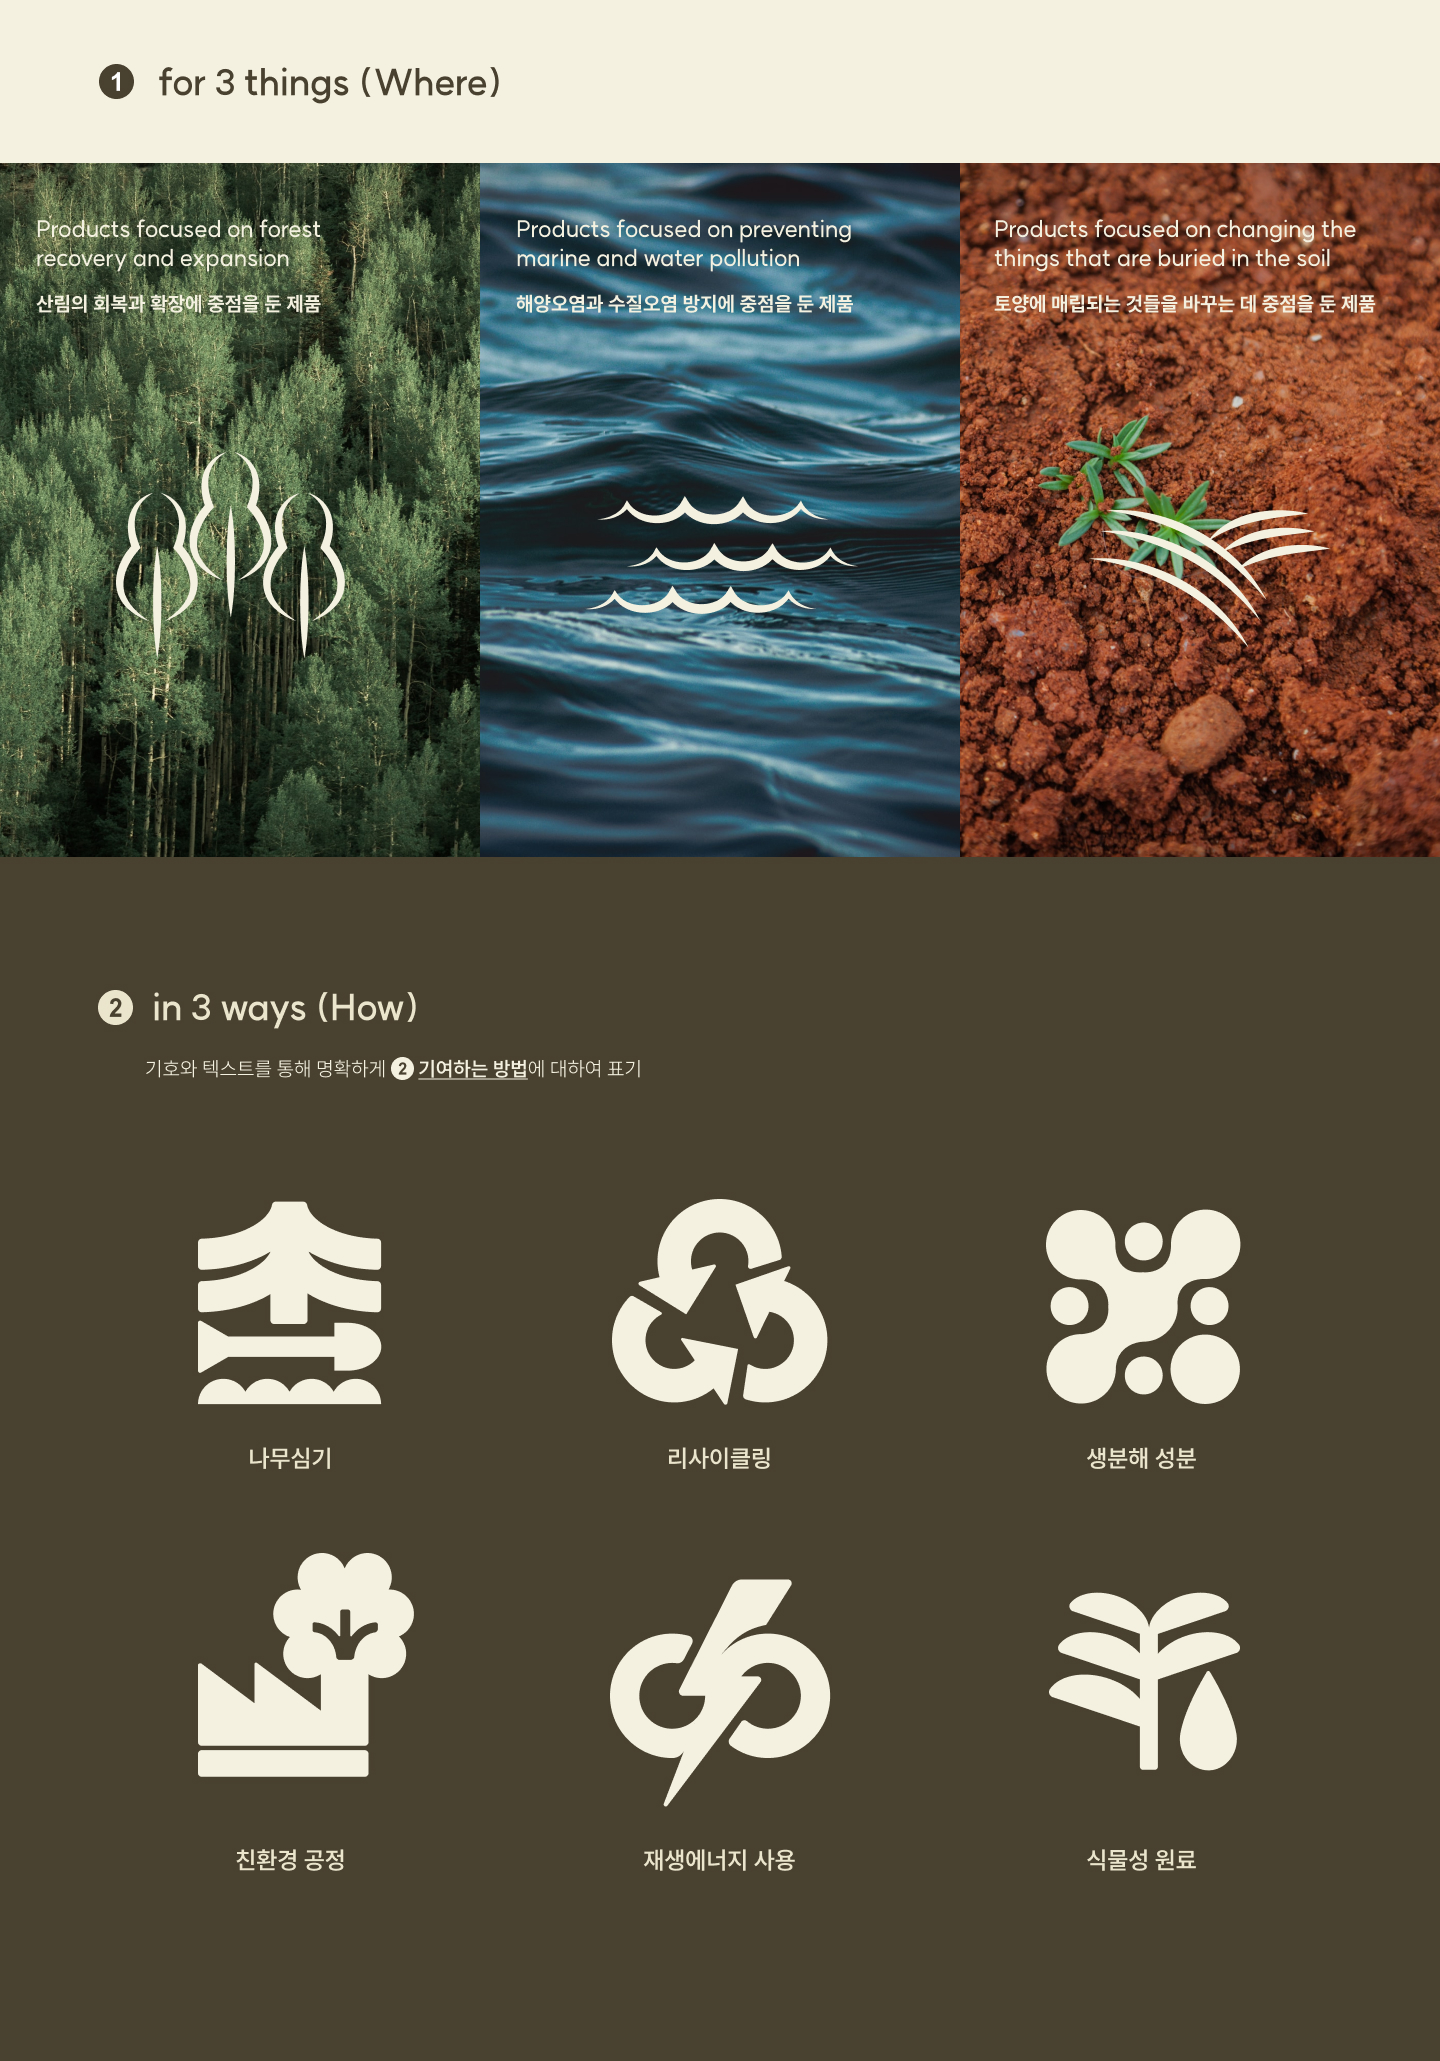 1 for 3 things (Where)
Products focused on forest
recovery and expansion
산림의 회복과 확장에 중점을 둔 제품
Products focused on preventing
marine and water pollution
해양오염과 수질오염 방지에 중점을 둔 제품
Products focused on changing the
things that are buried in the soil
토양에 매립되는 것들을 바꾸는 데 중점을 둔 제품
2 in 3 ways (How)
기호와 텍스트를 통해 명확하게 2 기여하는 방법에 대하여 표기
나무심기
리사이클링
생분해 성분
친환경 공정
재생에너지 사용
식물성 원료